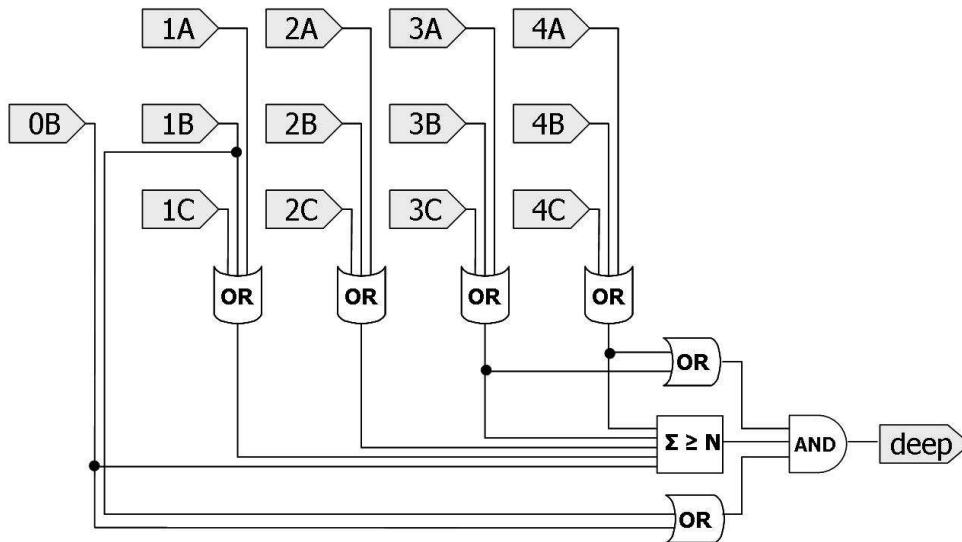 1A 2A 3A 4A
0B 1B 2B 3B 4B
1C 2C 3C 4C
OR OR OR OR
OR
Σ ≥ N AND deep
OR